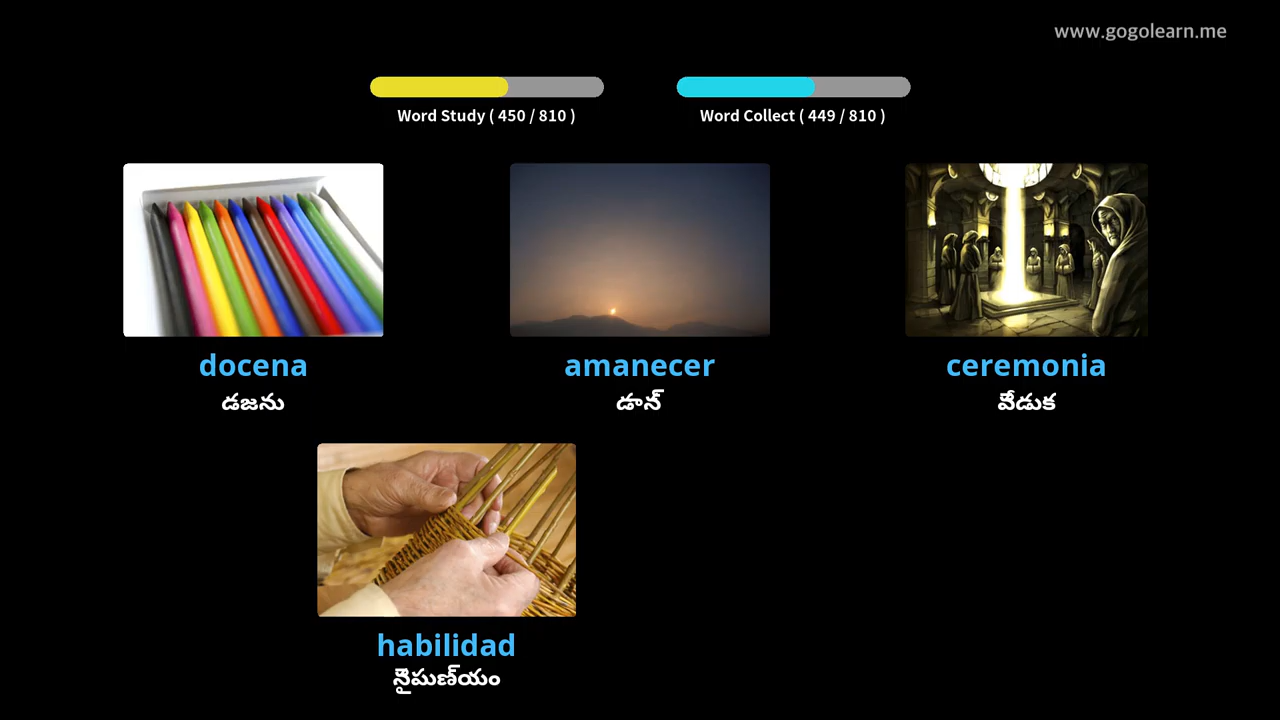 www.gogolearn.me
Word Study ( 450 / 810 )
Word Collect ( 449 / 810 )
docena
amanecer
ceremonia
డజను
డాన్
వేడుక
habilidad
నైపుణ్యం